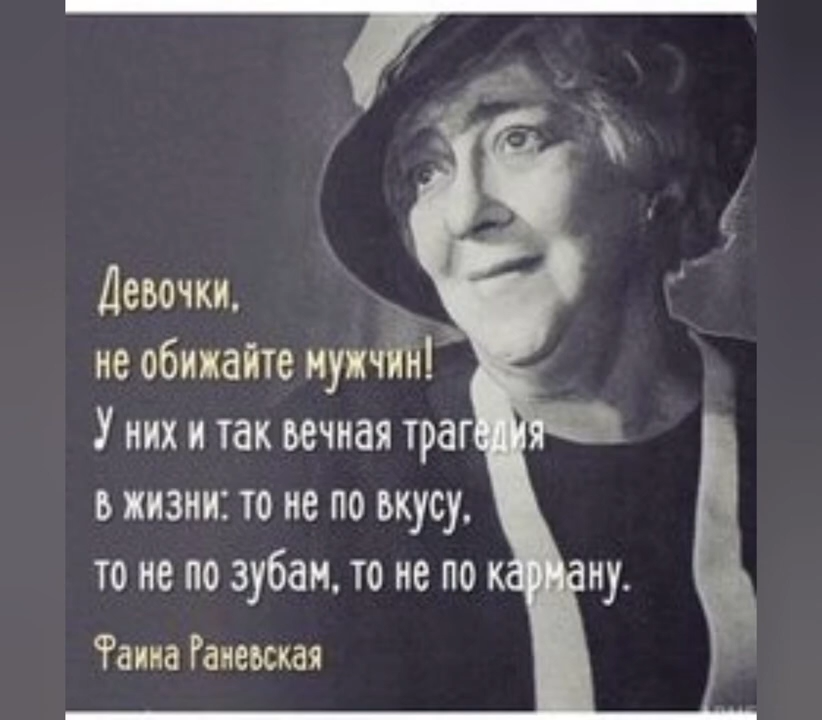 Девочки,
не обижайте мужчин!
У них и так вечная трагедия
в жизни: то не по вкусу,
то не по зубам, то не по карману.
Фаина Раневская